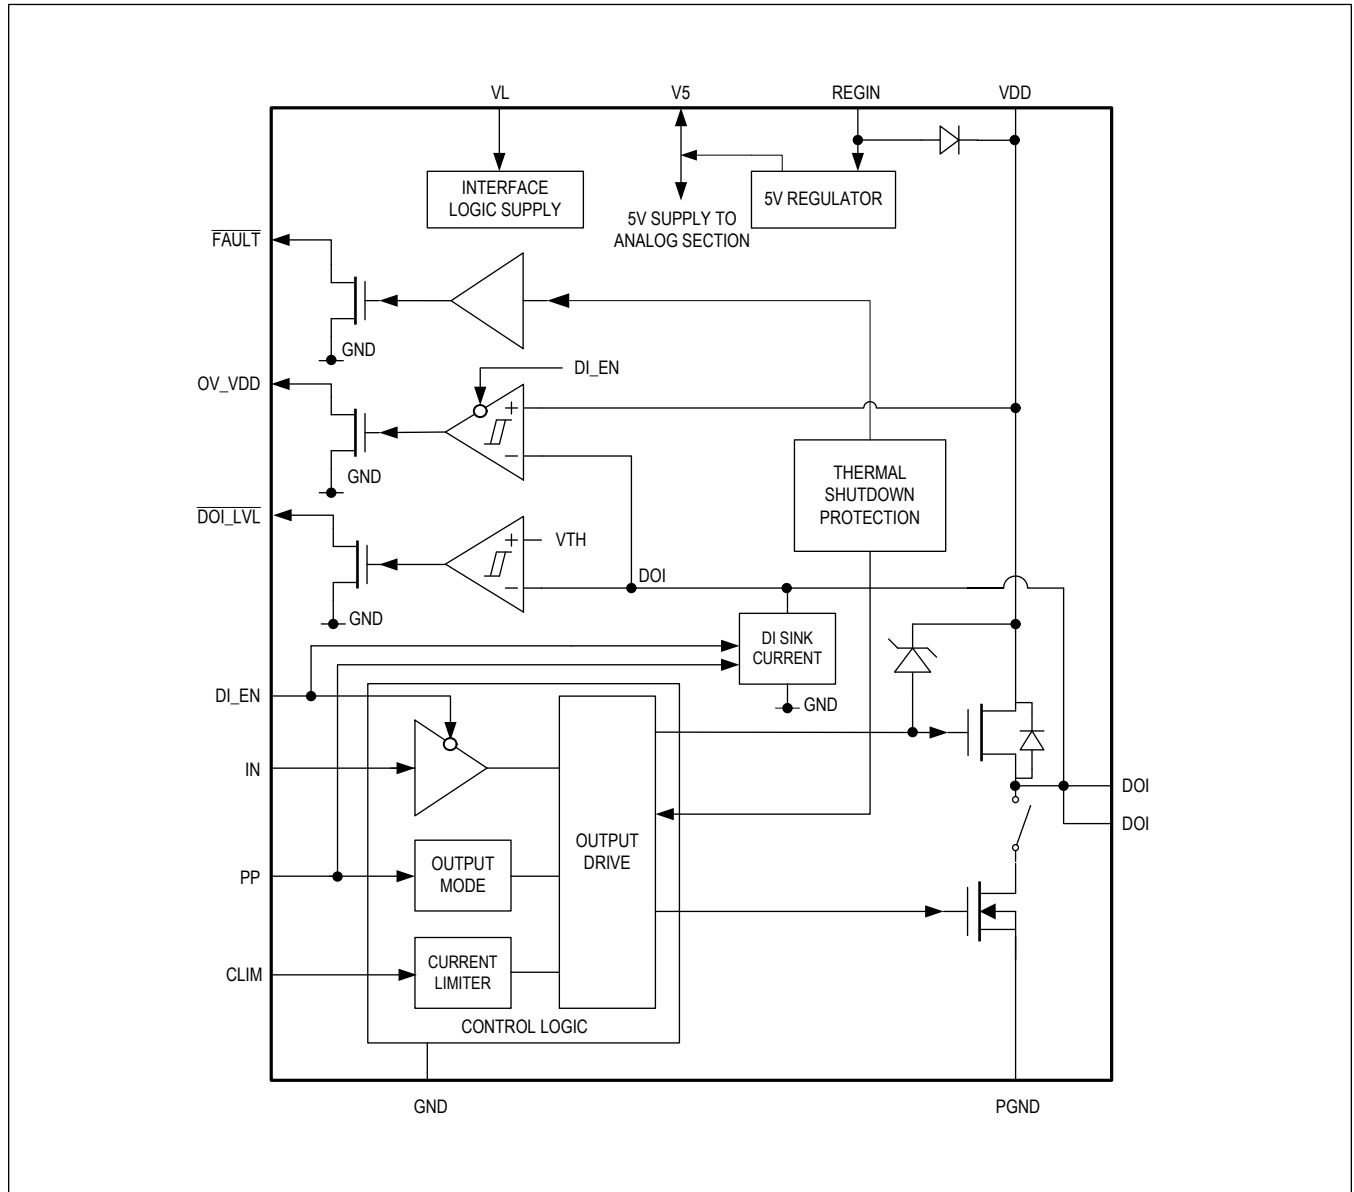 VL
V5
REGIN
VDD
INTERFACE
LOGIC SUPPLY
5V REGULATOR
5V SUPPLY TO
ANALOG SECTION
FAULT
GND
DI_EN
OV_VDD
+
−
GND
THERMAL
SHUTDOWN
PROTECTION
DOI_LVL
+
VTH
−
DOI
GND
DI SINK
CURRENT
GND
DI_EN
IN
OUTPUT
DRIVE
DOI
DOI
PP
OUTPUT
MODE
CLIM
CURRENT
LIMITER
CONTROL LOGIC
GND
PGND